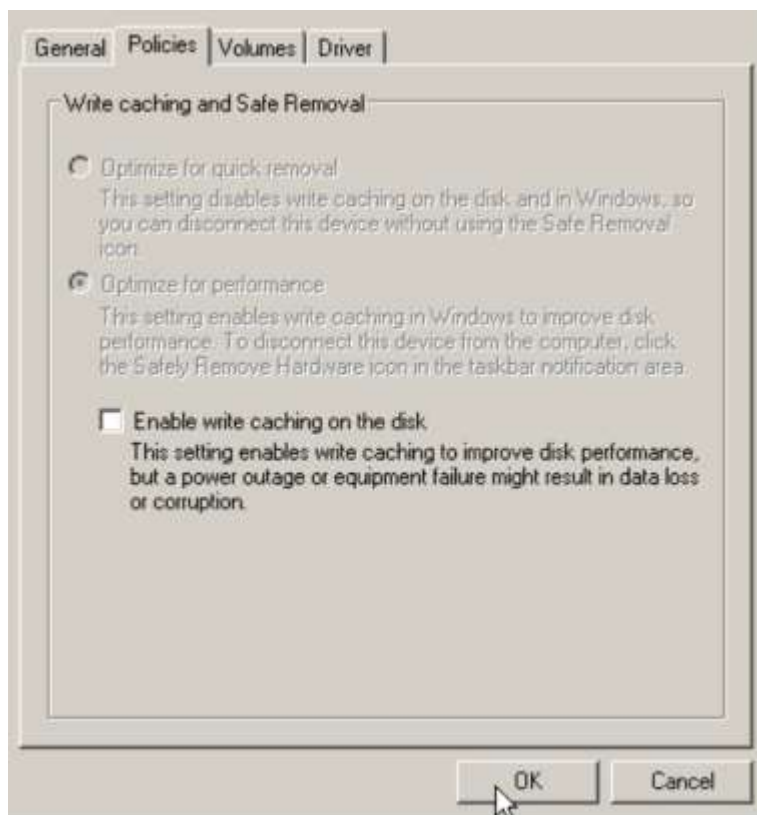 General Policies Volumes Driver
Write caching and Safe Removal
Optimize for quick removal
This setting disables write caching on the disk and in Windows, so
you can disconnect this device without using the Safe Removal
icon.
Optimize for performance
This setting enables write caching in Windows to improve disk
performance. To disconnect this device from the computer, click
the Safely Remove Hardware icon in the taskbar notification area.
Enable write caching on the disk
This setting enables write caching to improve disk performance,
but a power outage or equipment failure might result in data loss
or corruption.
OK Cancel